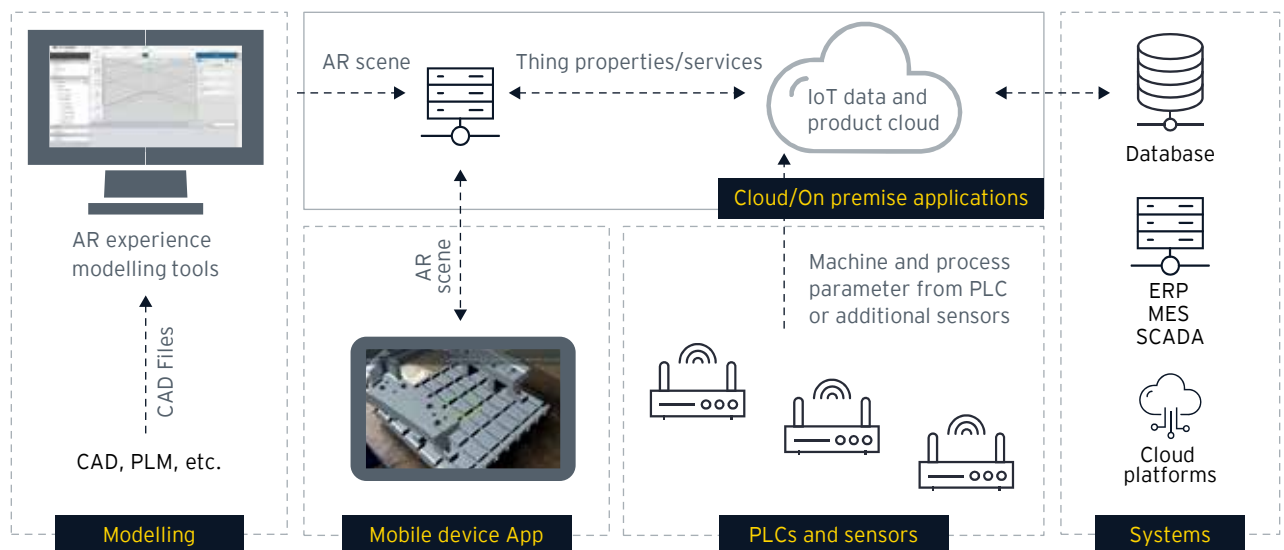 AR scene
Thing properties/services
IoT data and
product cloud
Database
Cloud/On premise applications
AR experience
modelling tools
AR
scene
Machine and process
parameter from PLC
or additional sensors
ERP
MES
SCADA
CAD Files
CAD, PLM, etc.
Cloud
platforms
Modelling
Mobile device App
PLCs and sensors
Systems